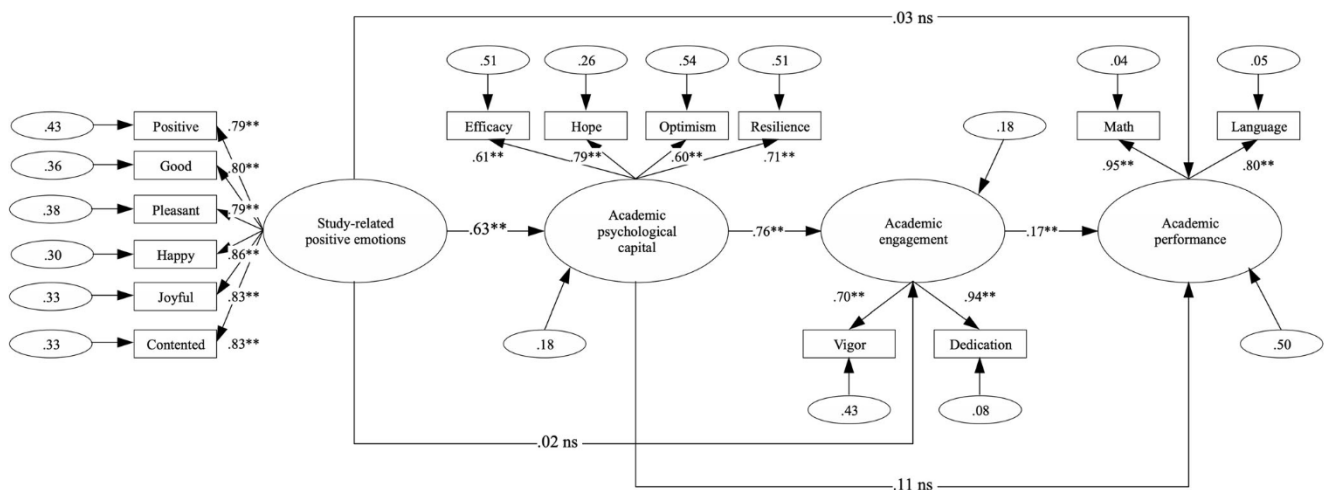 .03 ns
.51
.26
.54
.51
.04
.05
.43
Positive
.79**
Efficacy
Hope
Optimism
Resilience
.18
Math
Language
.36
Good
.80**
.61**
.79**
.60**
.71**
.95**
.80**
.38
Pleasant
.79**
Study-related
positive emotions
.63**
Academic
psychological
capital
.76**
Academic
engagement
.17**
Academic
performance
.30
Happy
.86**
.33
Joyful
.83**
.70**
.94**
.33
Contented
.83**
.18
Vigor
Dedication
.50
.43
.08
.02 ns
.11 ns